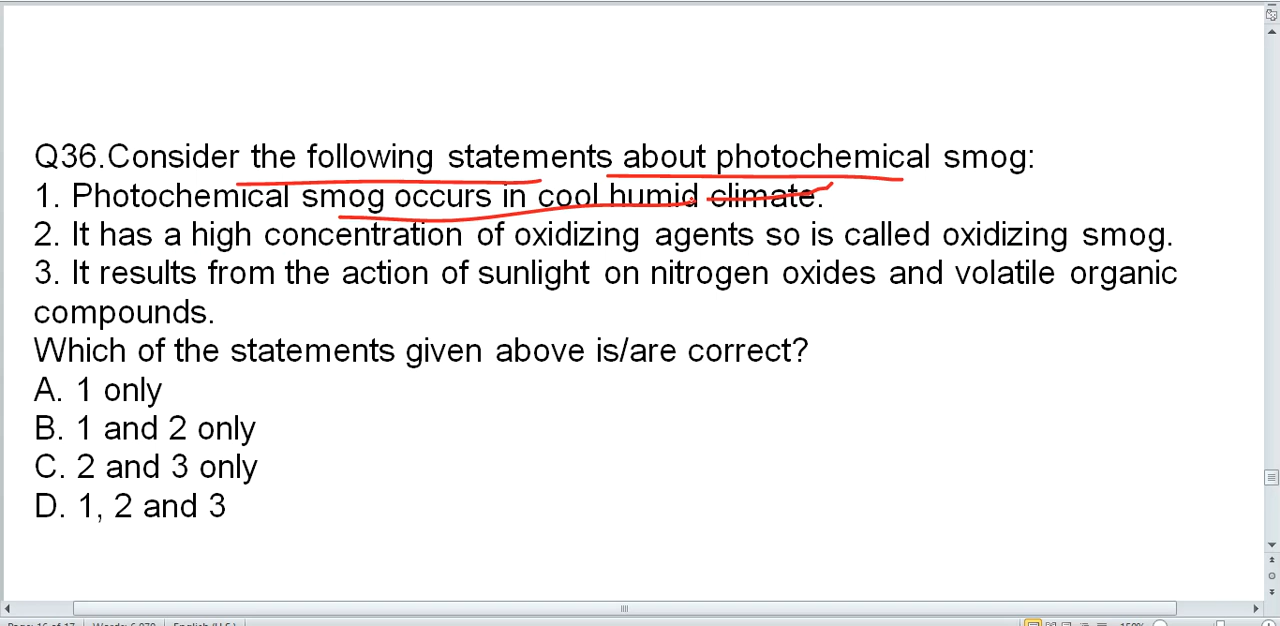 Q36.Consider the following statements about photochemical smog:
1. Photochemical smog occurs in cool humid climate.
2. It has a high concentration of oxidizing agents so is called oxidizing smog.
3. It results from the action of sunlight on nitrogen oxides and volatile organic
compounds.
Which of the statements given above is/are correct?
A. 1 only
B. 1 and 2 only
C. 2 and 3 only
D. 1, 2 and 3